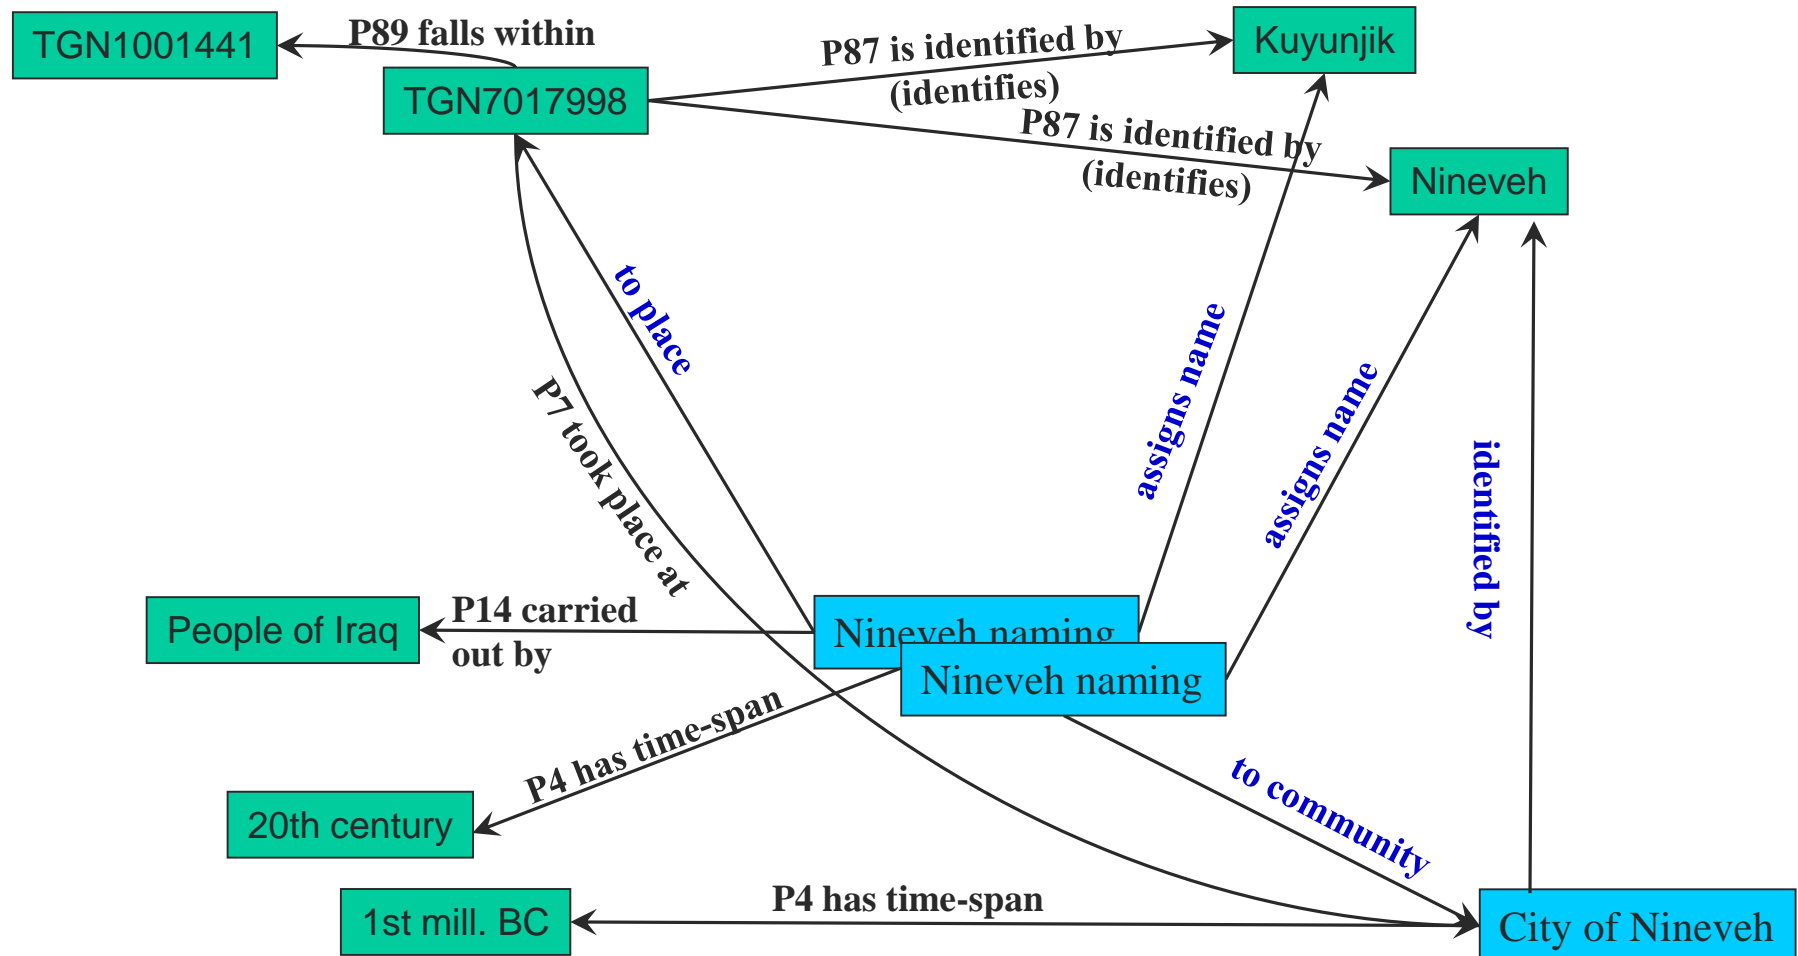 TGN1001441
P89 falls within
P87 is identified by
(identifies)
Kuyunjik
TGN7017998
P87 is identified by
(identifies)
Nineveh
to place
assigns name
assigns name
P7 took place at
identified by
People of Iraq
P14 carried
out by
Nineveh naming
Nineveh naming
P4 has time-span
20th century
to community
1st mill. BC
P4 has time-span
City of Nineveh